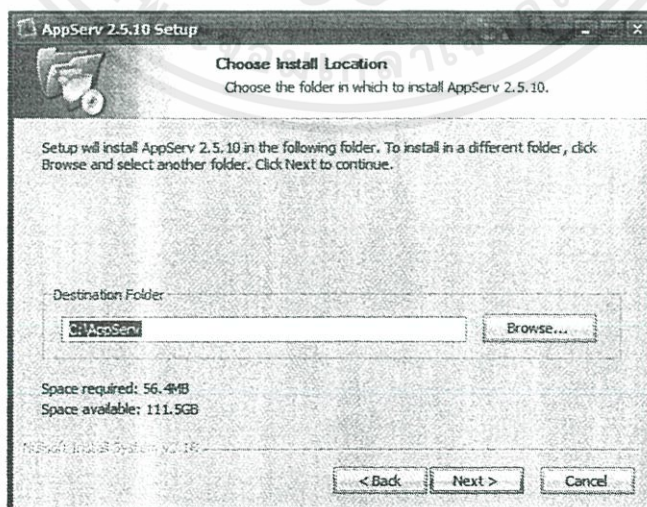 AppServ 2.5.10 Setup
Choose Install Location
Choose the folder in which to install AppServ 2.5.10.
Setup will install AppServ 2.5.10 in the following folder. To install in a different folder, click
Browse and select another folder. Click Next to continue.
Destination Folder
C:\AppServ
Browse...
Space required: 56.4MB
Space available: 111.5GB
Nullsoft Install System
< Back
Next >
Cancel